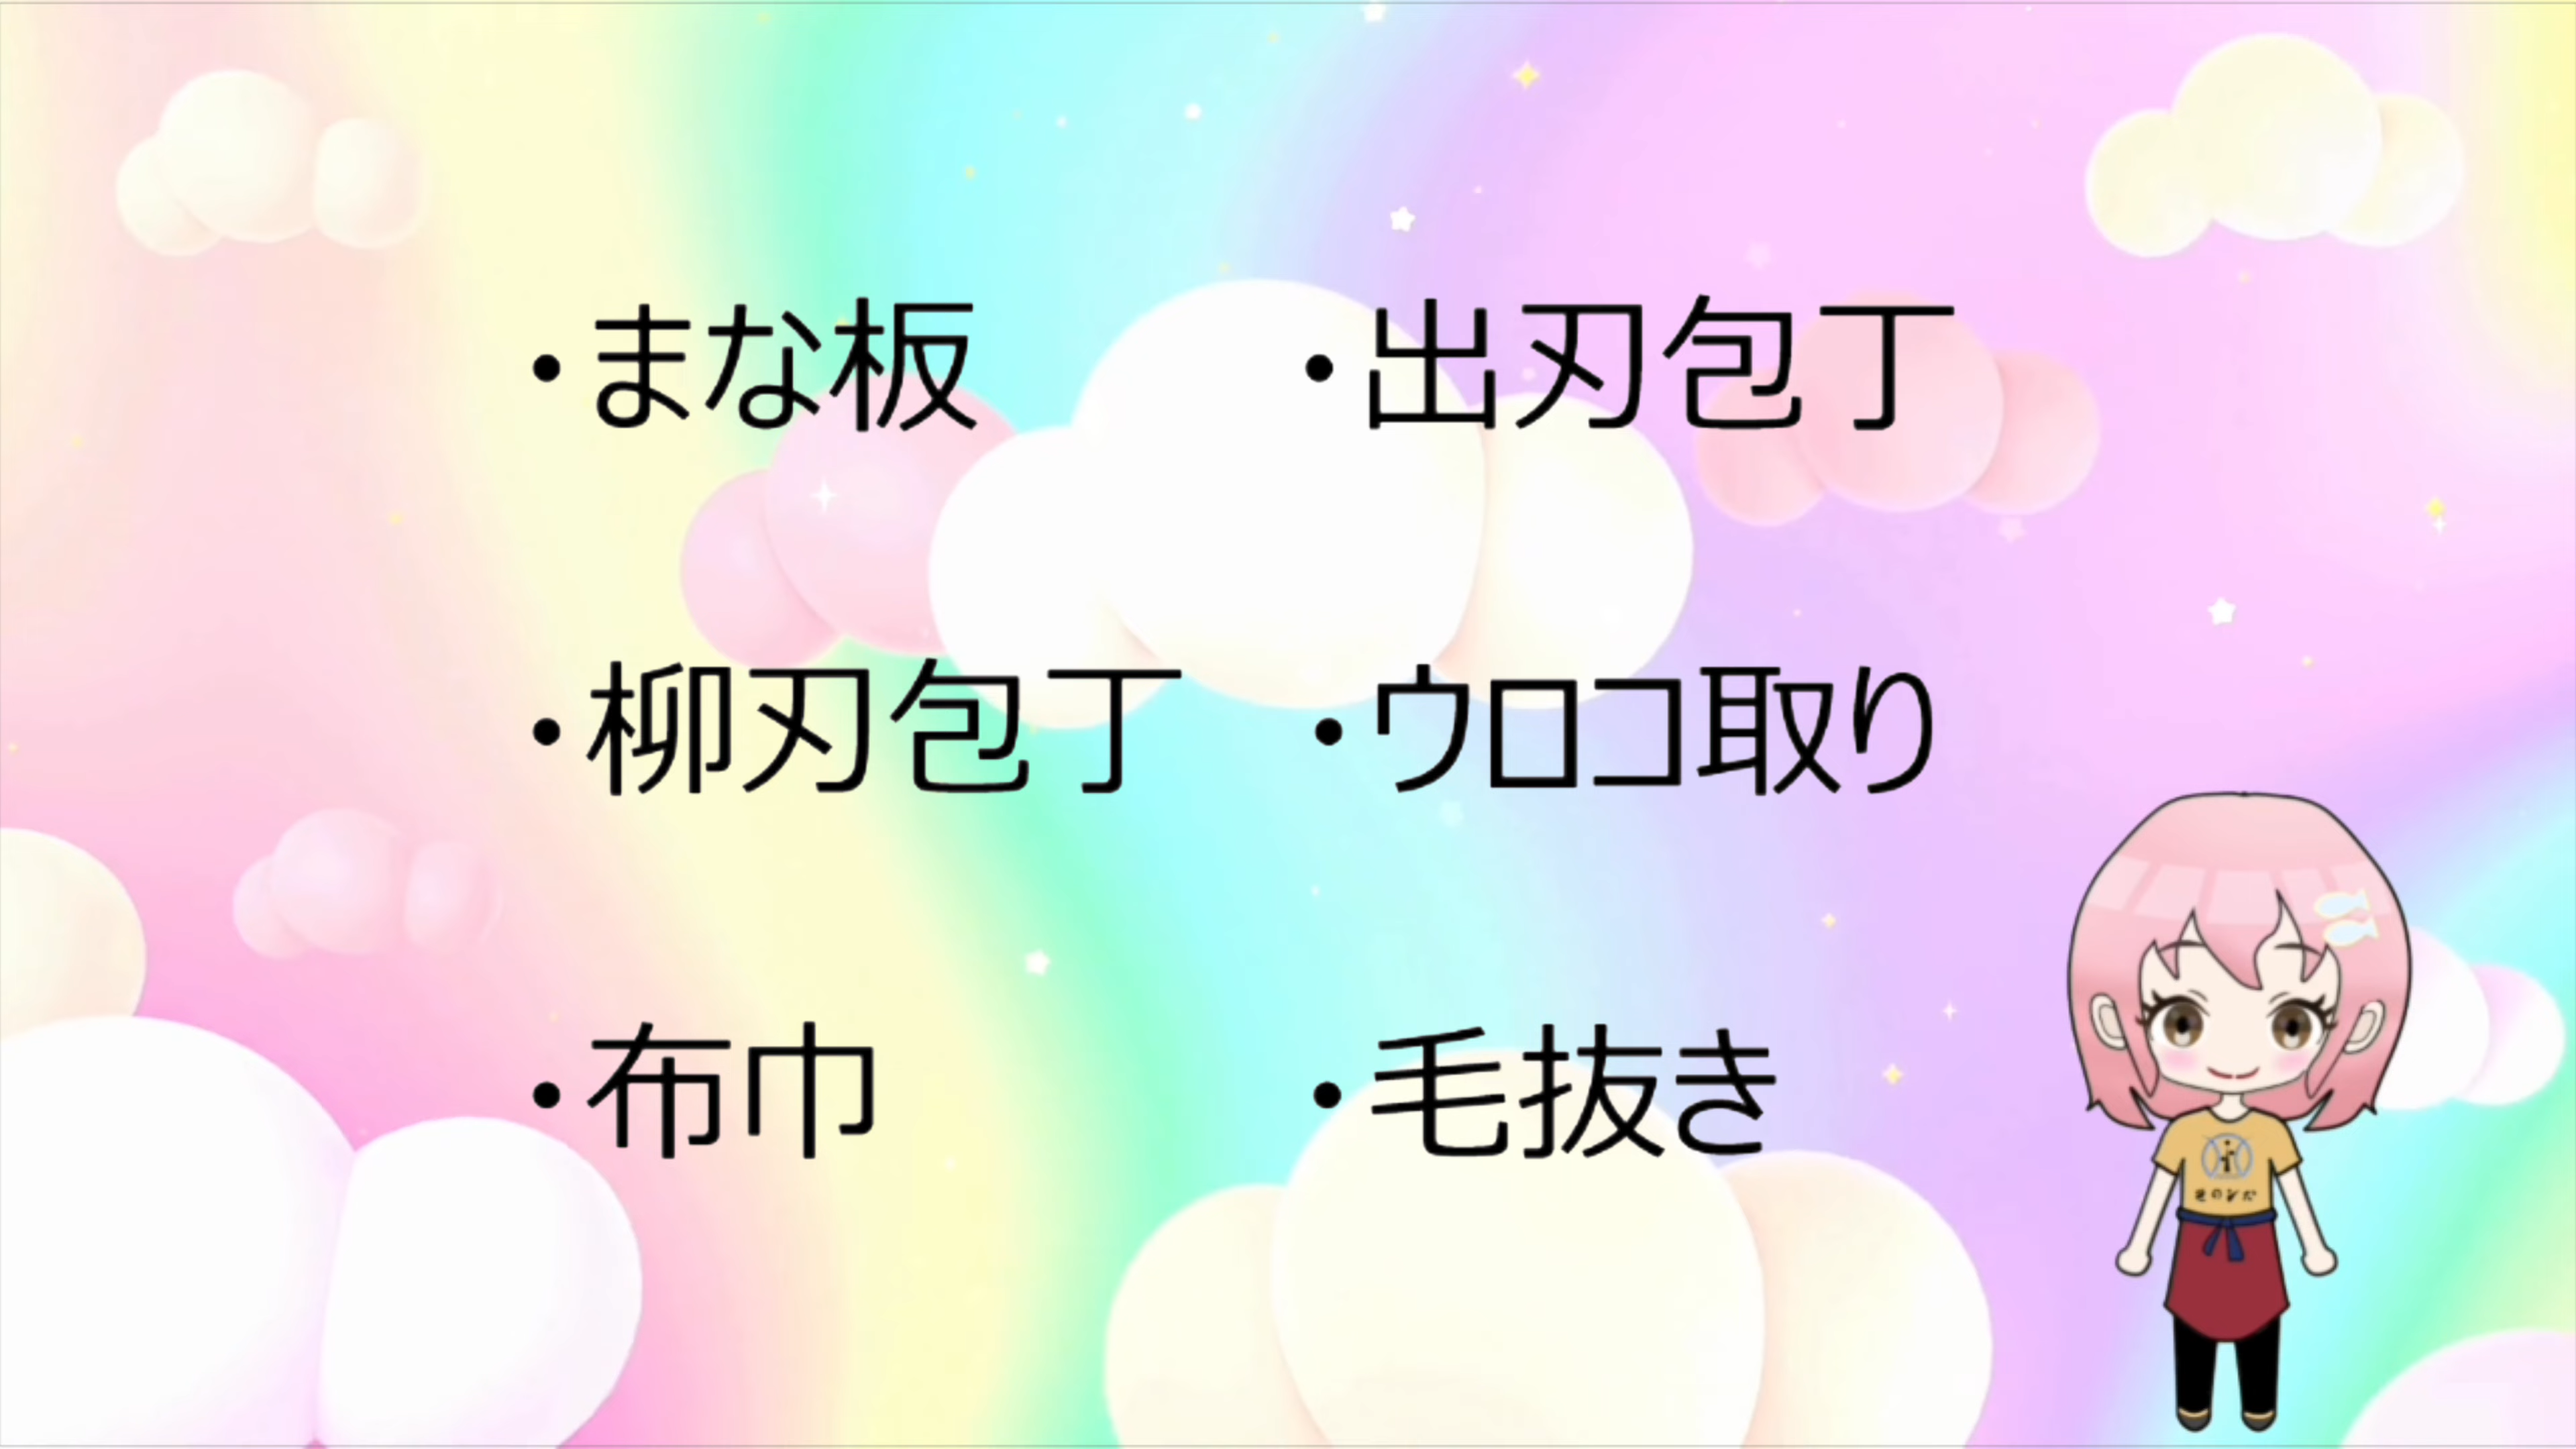 ・まな板
・出刃包丁
・柳刃包丁
・ウロコ取り
・布巾
・毛抜き